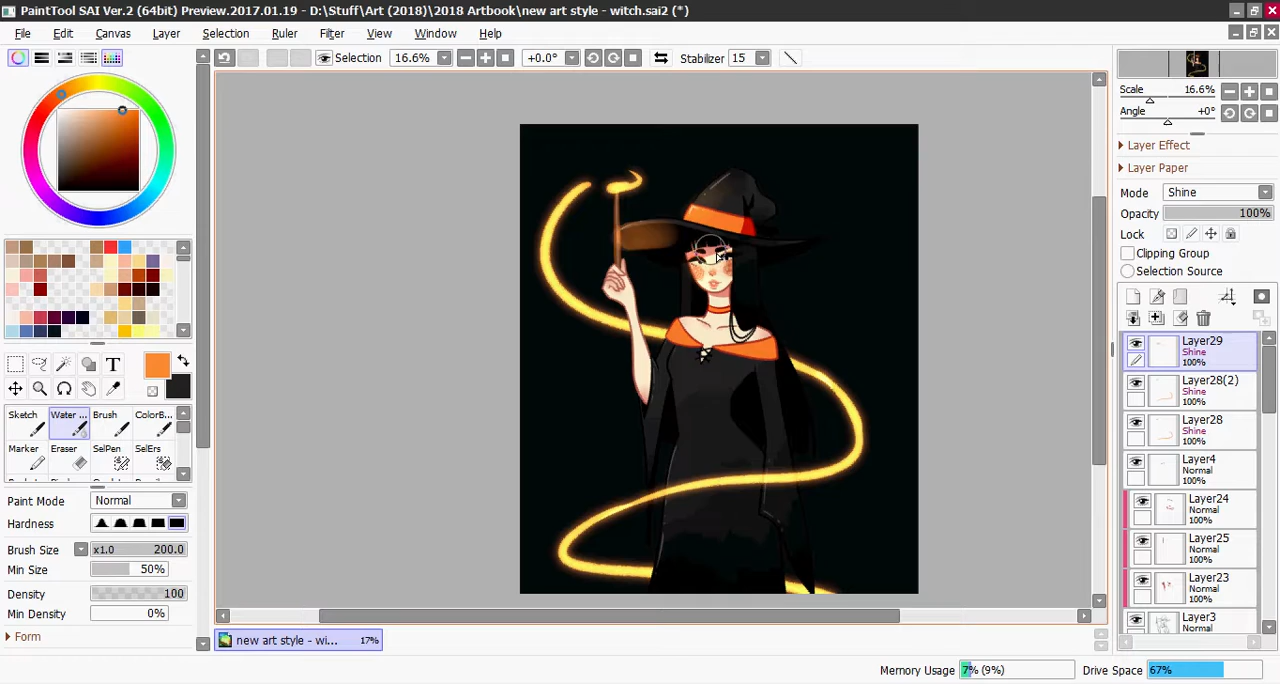 PaintTool SAI Ver.2 (64bit) Preview.2017.01.19 - D:\Stuff\Art (2018)\2018 Artbook\new art style - witch.sai2 (*)
File Edit Canvas Layer Selection Ruler Filter View Window Help
Selection 16.6% +0.0° Stabilizer 15
Scale 16.6%
Angle +0°
Layer Effect
Layer Paper
Mode Shine
Opacity 100%
Lock
Clipping Group
Selection Source
Layer29
Shine
100%
Layer28(2)
Shine
100%
Layer28
Shine
100%
Layer4
Normal
100%
Layer24
Normal
100%
Layer25
Normal
100%
Layer23
Normal
100%
Layer3
Normal
T
Sketch Water ... Brush ColorB...
Marker Eraser SelPen SelErs
Paint Mode Normal
Hardness
Brush Size x1.0 200.0
Min Size 50%
Density 100
Min Density 0%
Form
new art style - wi... 17%
Memory Usage 7% (9%) Drive Space 67%